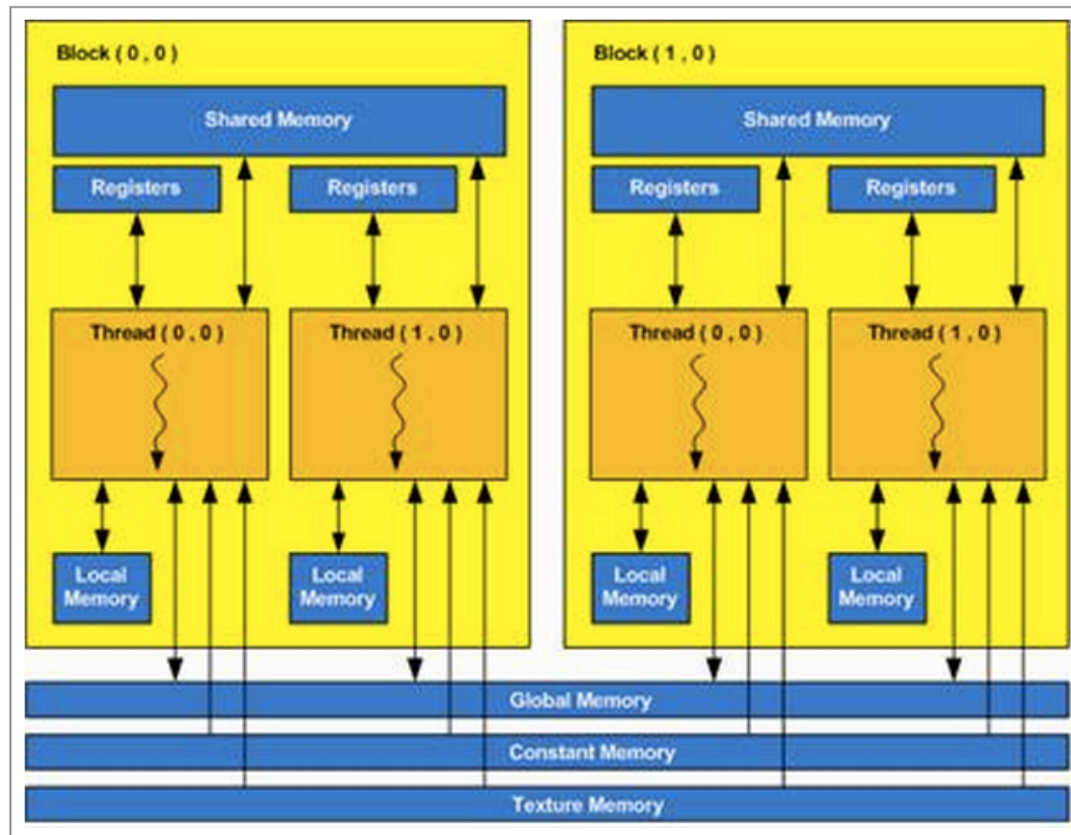 Block ( 0 , 0 )
Shared Memory
Registers
Registers
Thread ( 0 , 0 )
Thread ( 1 , 0 )
Local
Memory
Local
Memory
Block ( 1 , 0 )
Shared Memory
Registers
Registers
Thread ( 0 , 0 )
Thread ( 1 , 0 )
Local
Memory
Local
Memory
Global Memory
Constant Memory
Texture Memory